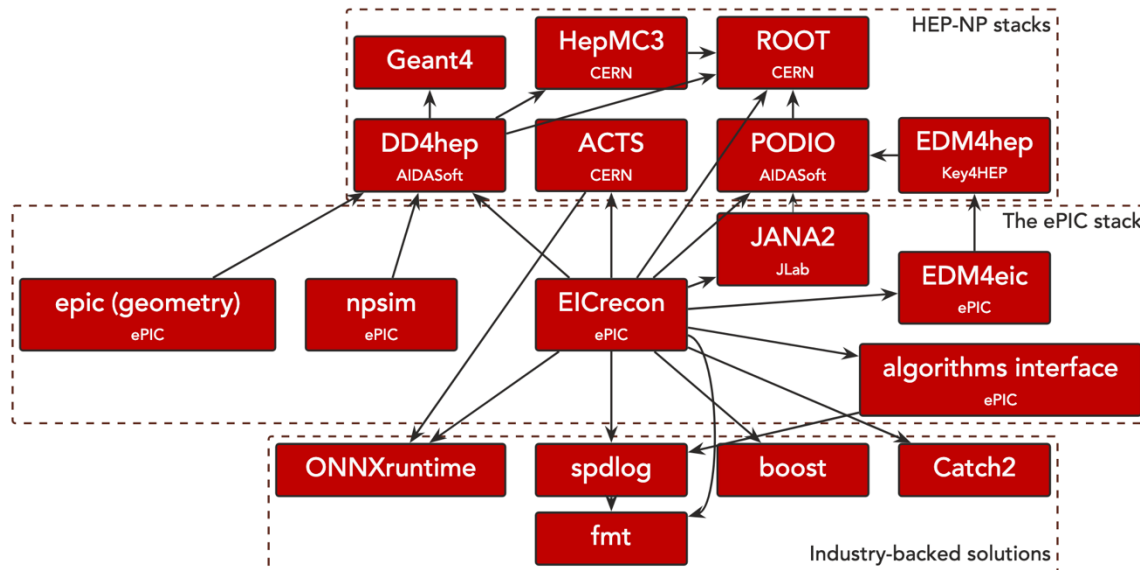 HEP-NP stacks
HepMC3
CERN
ROOT
CERN
Geant4
DD4hep
AIDASoft
ACTS
CERN
PODIO
AIDASoft
EDM4hep
Key4HEP
The ePIC stack
JANA2
JLab
epic (geometry)
ePIC
npsim
ePIC
EICrecon
ePIC
EDM4eic
ePIC
algorithms interface
ePIC
ONNXruntime
spdlog
boost
Catch2
fmt
Industry-backed solutions